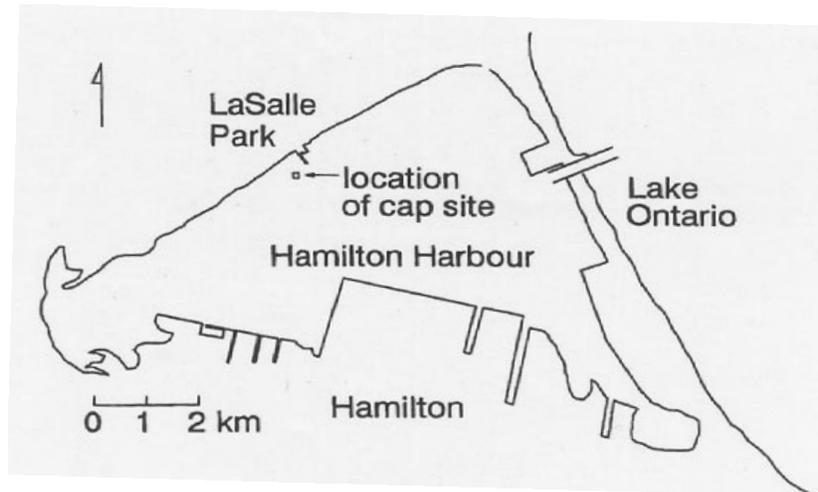 LaSalle
Park
location
of cap site
Lake
Ontario
Hamilton Harbour
Hamilton
0 1 2 km